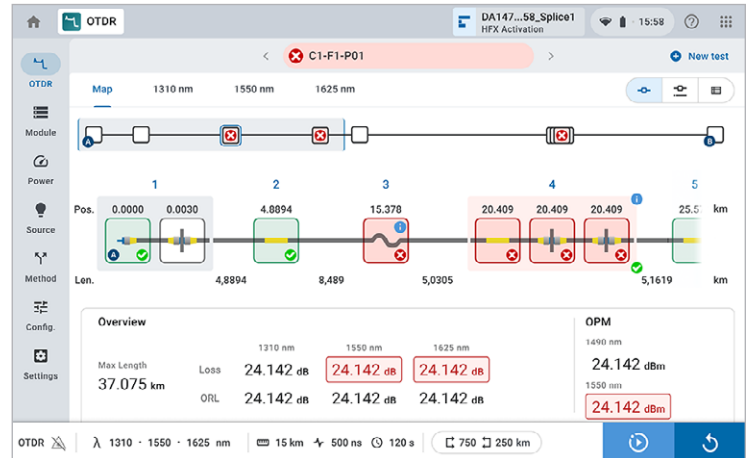 OTDR
DA147...58_Splice1
HFX Activation
15:58
OTDR
Module
Power
Source
Method
Config.
Settings
< C1-F1-P01 >
New test
Map 1310 nm 1550 nm 1625 nm
A B
1 2 3 4 5
Pos. 0.0000 0.0030 4.8894 15.378 20.409 20.409 20.409 25.5 km
A
Len. 4,8894 8,489 5,0305 5,1619 km
Overview
1310 nm 1550 nm 1625 nm
Max Length
37.075 km
Loss 24.142 dB 24.142 dB 24.142 dB
ORL 24.142 dB 24.142 dB 24.142 dB
OPM
1490 nm
24.142 dBm
1550 nm
24.142 dBm
OTDR λ 1310 · 1550 · 1625 nm 15 km 500 ns 120 s 750 250 km